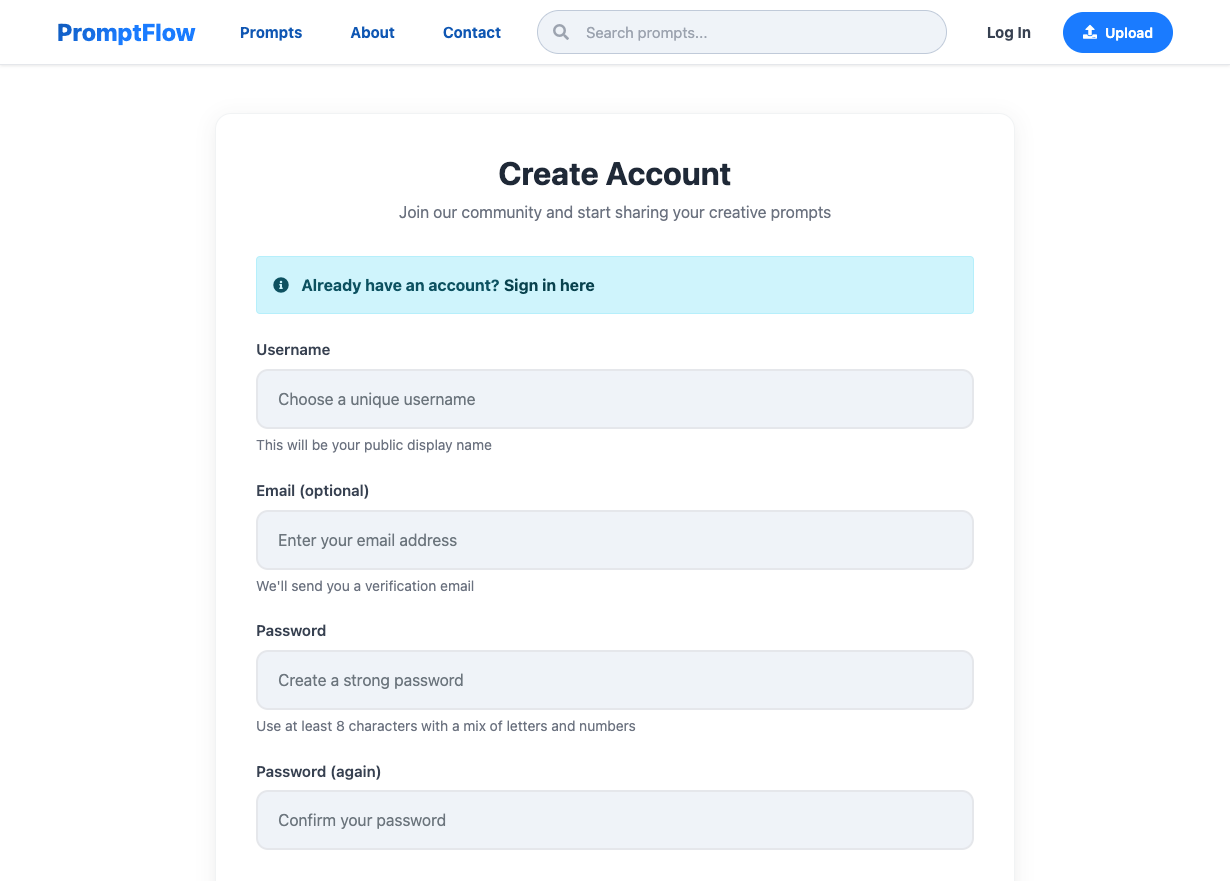 PromptFlow Prompts About Contact Search prompts... Log In Upload
Create Account
Join our community and start sharing your creative prompts
Already have an account? Sign in here
Username
Choose a unique username
This will be your public display name
Email (optional)
Enter your email address
We'll send you a verification email
Password
Create a strong password
Use at least 8 characters with a mix of letters and numbers
Password (again)
Confirm your password